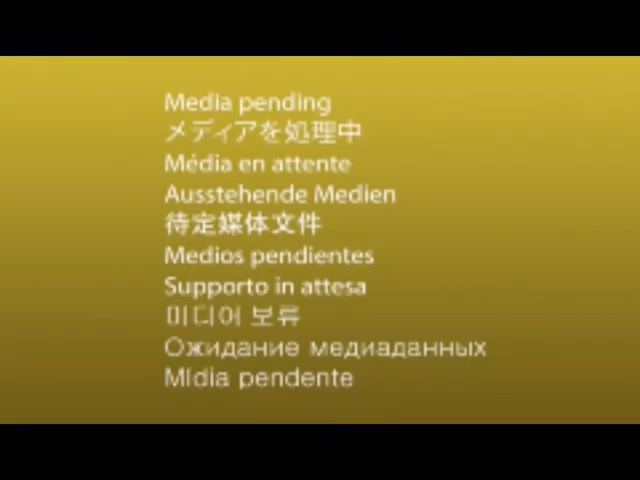 Media pending
メディアを処理中
Média en attente
Ausstehende Medien
待定媒体文件
Medios pendientes
Supporto in attesa
미디어 보류
Ожидание медиаданных
Mídia pendente